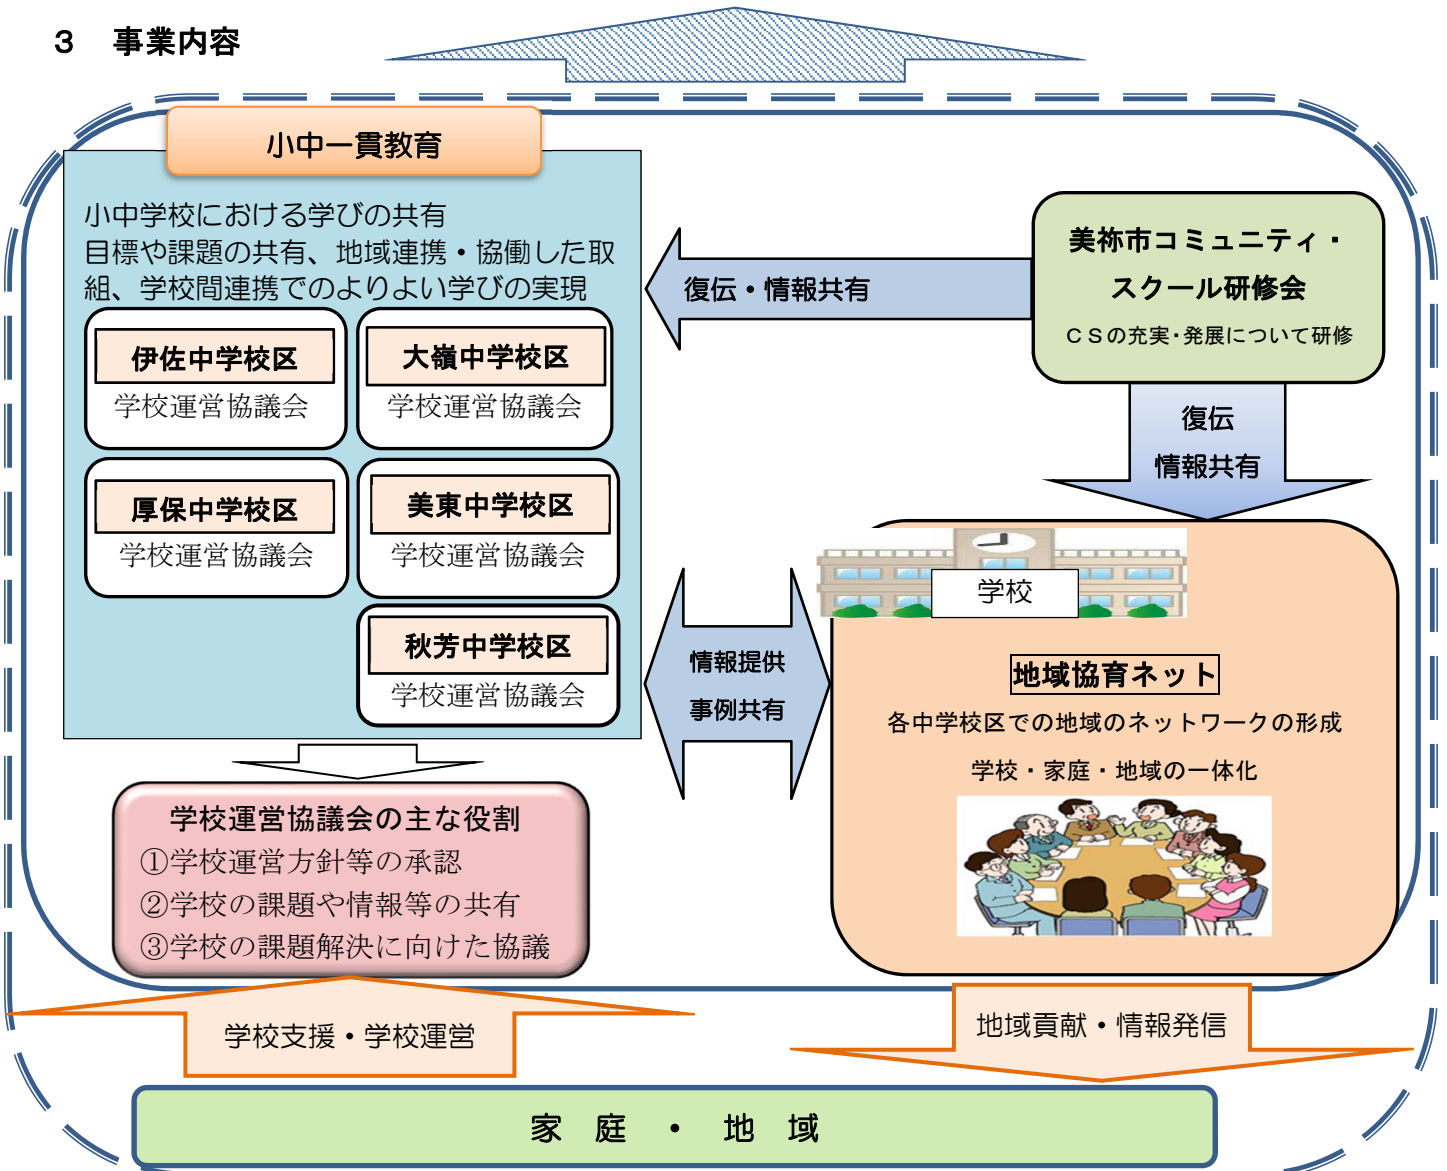 ３　事業内容
小中一貫教育
小中学校における学びの共有
目標や課題の共有、地域連携・協働した取
組、学校間連携でのよりよい学びの実現
伊佐中学校区
学校運営協議会
大嶺中学校区
学校運営協議会
厚保中学校区
学校運営協議会
美東中学校区
学校運営協議会
秋芳中学校区
学校運営協議会
復伝・情報共有
美祢市コミュニティ・
スクール研修会
ＣＳの充実・発展について研修
復伝
情報共有
情報提供
事例共有
学校
地域協育ネット
各中学校区での地域のネットワークの形成
学校・家庭・地域の一体化
学校運営協議会の主な役割
①学校運営方針等の承認
②学校の課題や情報等の共有
③学校の課題解決に向けた協議
学校支援・学校運営
地域貢献・情報発信
家　庭　・　地　域